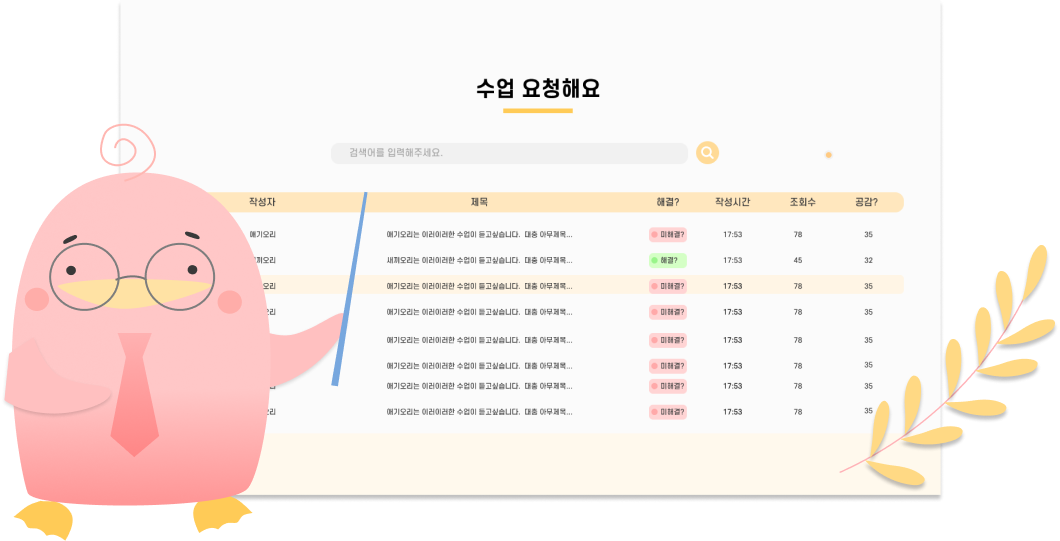 수업 요청해요
검색어를 입력해주세요.
작성자 제목 해결? 작성시간 조회수 공감?
애기오리 애기오리는 이러이러한 수업이 듣고싶습니다. 대충 아무제목... 미해결? 17:53 78 35
끼오리 새끼오리는 이러이러한 수업이 듣고싶습니다. 대충 아무제목... 해결? 17:53 45 32
오리 애기오리는 이러이러한 수업이 듣고싶습니다. 대충 아무제목... 미해결? 17:53 78 35
오리 애기오리는 이러이러한 수업이 듣고싶습니다. 대충 아무제목... 미해결? 17:53 78 35
애기오리는 이러이러한 수업이 듣고싶습니다. 대충 아무제목... 미해결? 17:53 78 35
애기오리는 이러이러한 수업이 듣고싶습니다. 대충 아무제목... 미해결? 17:53 78 35
애기오리는 이러이러한 수업이 듣고싶습니다. 대충 아무제목... 미해결? 17:53 78 35
오리 애기오리는 이러이러한 수업이 듣고싶습니다. 대충 아무제목... 미해결? 17:53 78 35